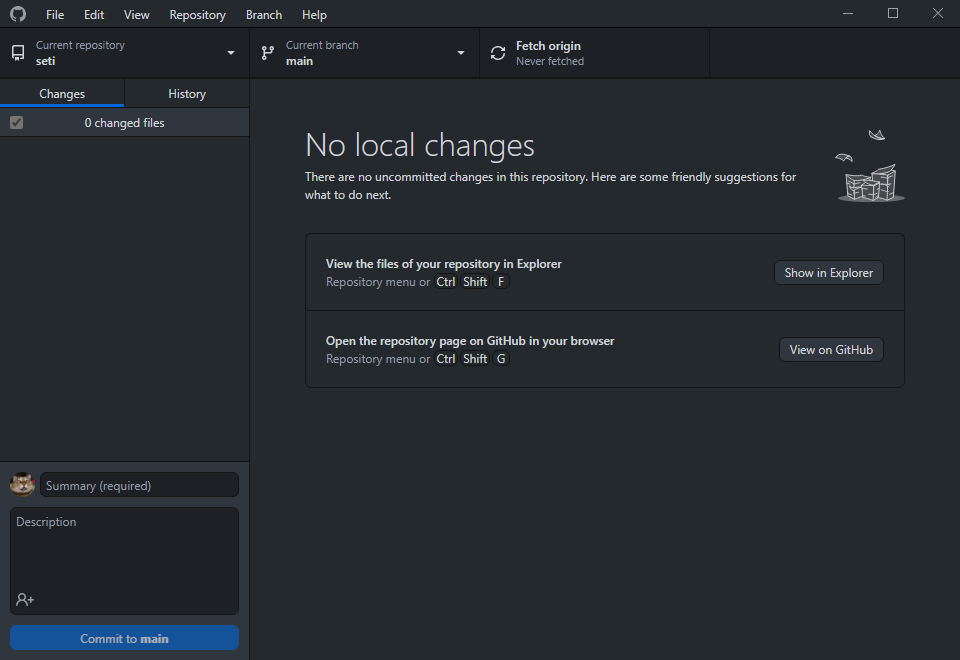 File Edit View Repository Branch Help
Current repository
seti
Current branch
main
Fetch origin
Never fetched
Changes
History
0 changed files
No local changes
There are no uncommitted changes in this repository. Here are some friendly suggestions for
what to do next.
View the files of your repository in Explorer
Repository menu or Ctrl Shift F
Show in Explorer
Open the repository page on GitHub in your browser
Repository menu or Ctrl Shift G
View on GitHub
Summary (required)
Description
Commit to main